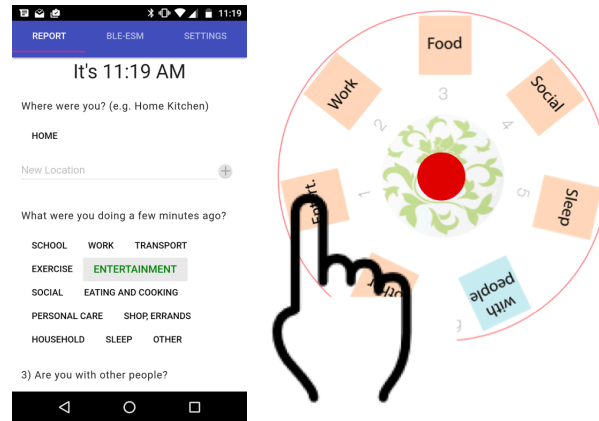 11:19
REPORT BLE-ESM SETTINGS
It's 11:19 AM
Where were you? (e.g. Home Kitchen)
HOME
New Location
What were you doing a few minutes ago?
SCHOOL WORK TRANSPORT
EXERCISE ENTERTAINMENT
SOCIAL EATING AND COOKING
PERSONAL CARE SHOP, ERRANDS
HOUSEHOLD SLEEP OTHER
3) Are you with other people?
Food
Work
Social
3
2
4
1
5
Sleep
with
people